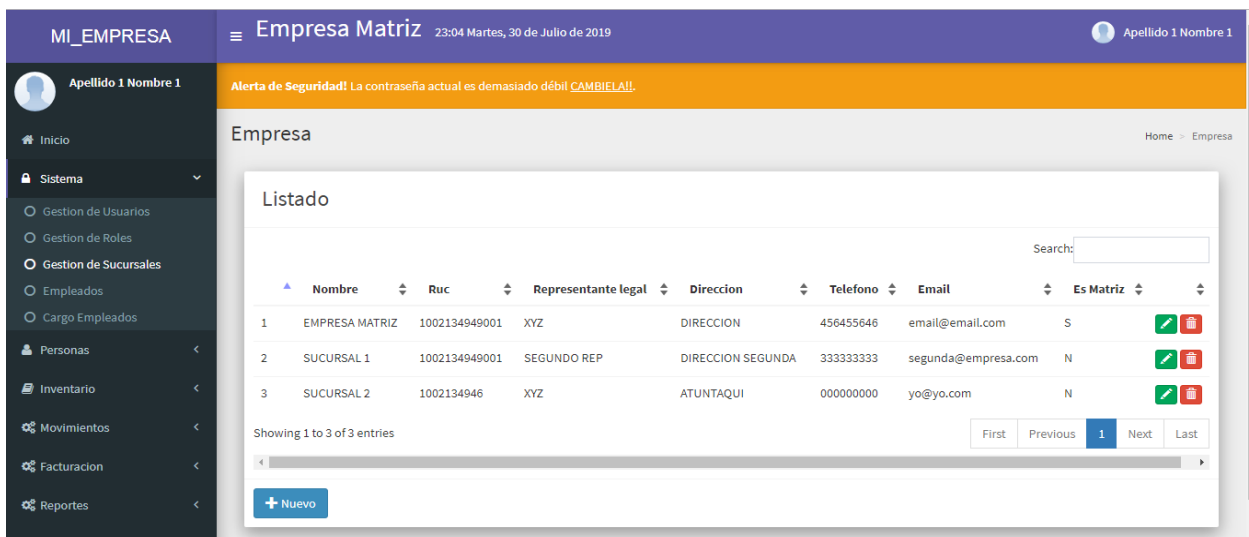 MI_EMPRESA
Empresa Matriz 23:04 Martes, 30 de Julio de 2019
Apellido 1 Nombre 1
Apellido 1 Nombre 1
Alerta de Seguridad! La contraseña actual es demasiado débil CAMBIELA!!.
Inicio
Sistema
Gestion de Usuarios
Gestion de Roles
Gestion de Sucursales
Empleados
Cargo Empleados
Personas
Inventario
Movimientos
Facturacion
Reportes
Empresa
Home > Empresa
Listado
Search:
Nombre Ruc Representante legal Direccion Telefono Email Es Matriz
1 EMPRESA MATRIZ 1002134949001 XYZ DIRECCION 456455646 email@email.com S
2 SUCURSAL 1 1002134949001 SEGUNDO REP DIRECCION SEGUNDA 333333333 segunda@empresa.com N
3 SUCURSAL 2 1002134946 XYZ ATUNTAQUI 000000000 yo@yo.com N
Showing 1 to 3 of 3 entries
First Previous 1 Next Last
Nuevo